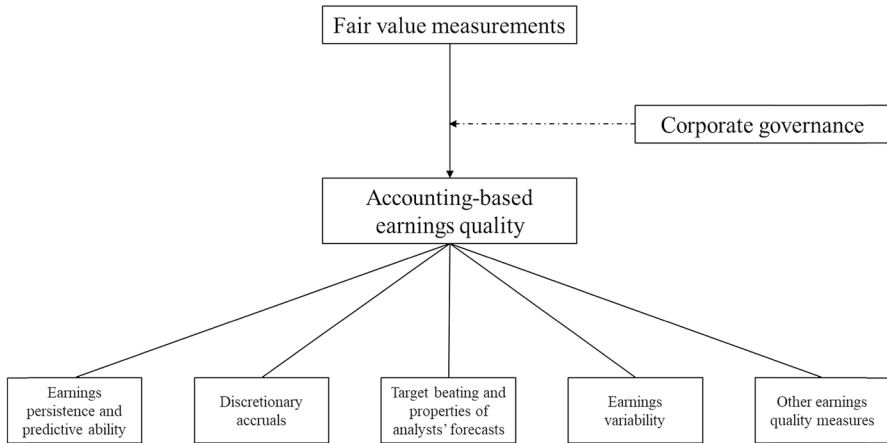 Fair value measurements
Corporate governance
Accounting-based
earnings quality
Earnings
persistence and
predictive ability
Discretionary
accruals
Target beating and
properties of
analysts’ forecasts
Earnings
variability
Other earnings
quality measures